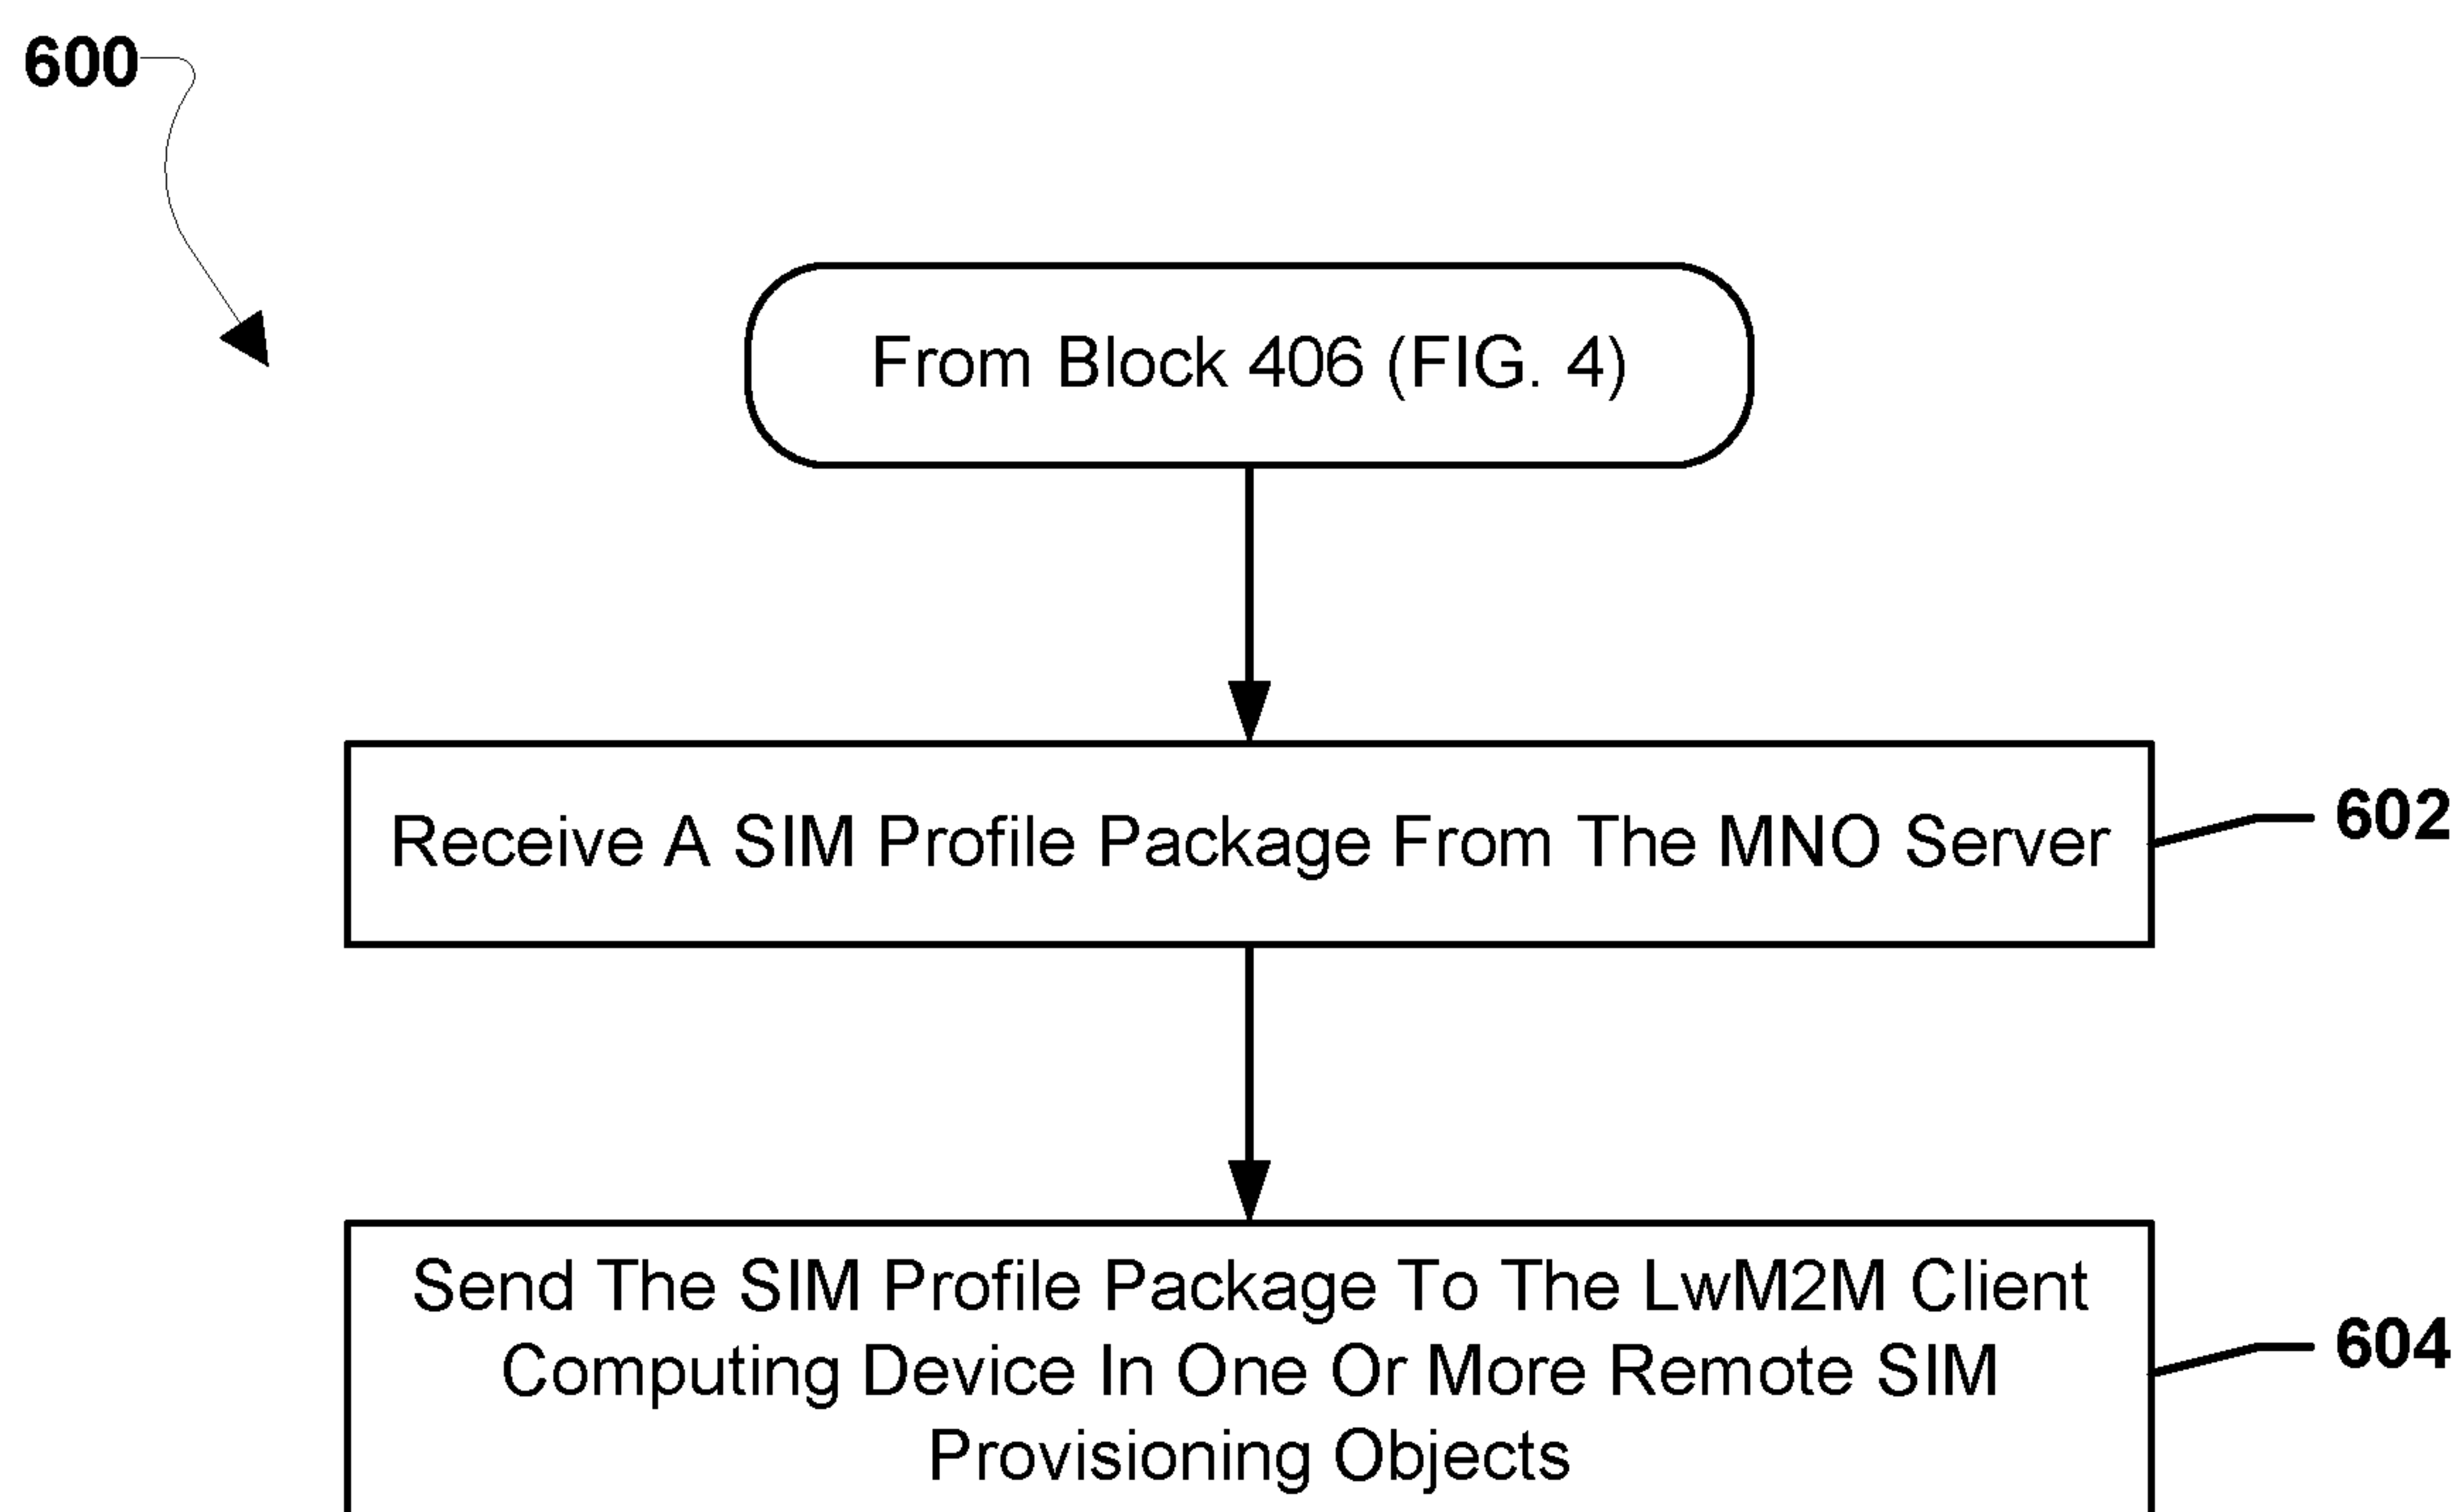 600
From Block 406 (FIG. 4)
Receive A SIM Profile Package From The MNO Server
602
Send The SIM Profile Package To The LwM2M Client
Computing Device In One Or More Remote SIM
Provisioning Objects
604